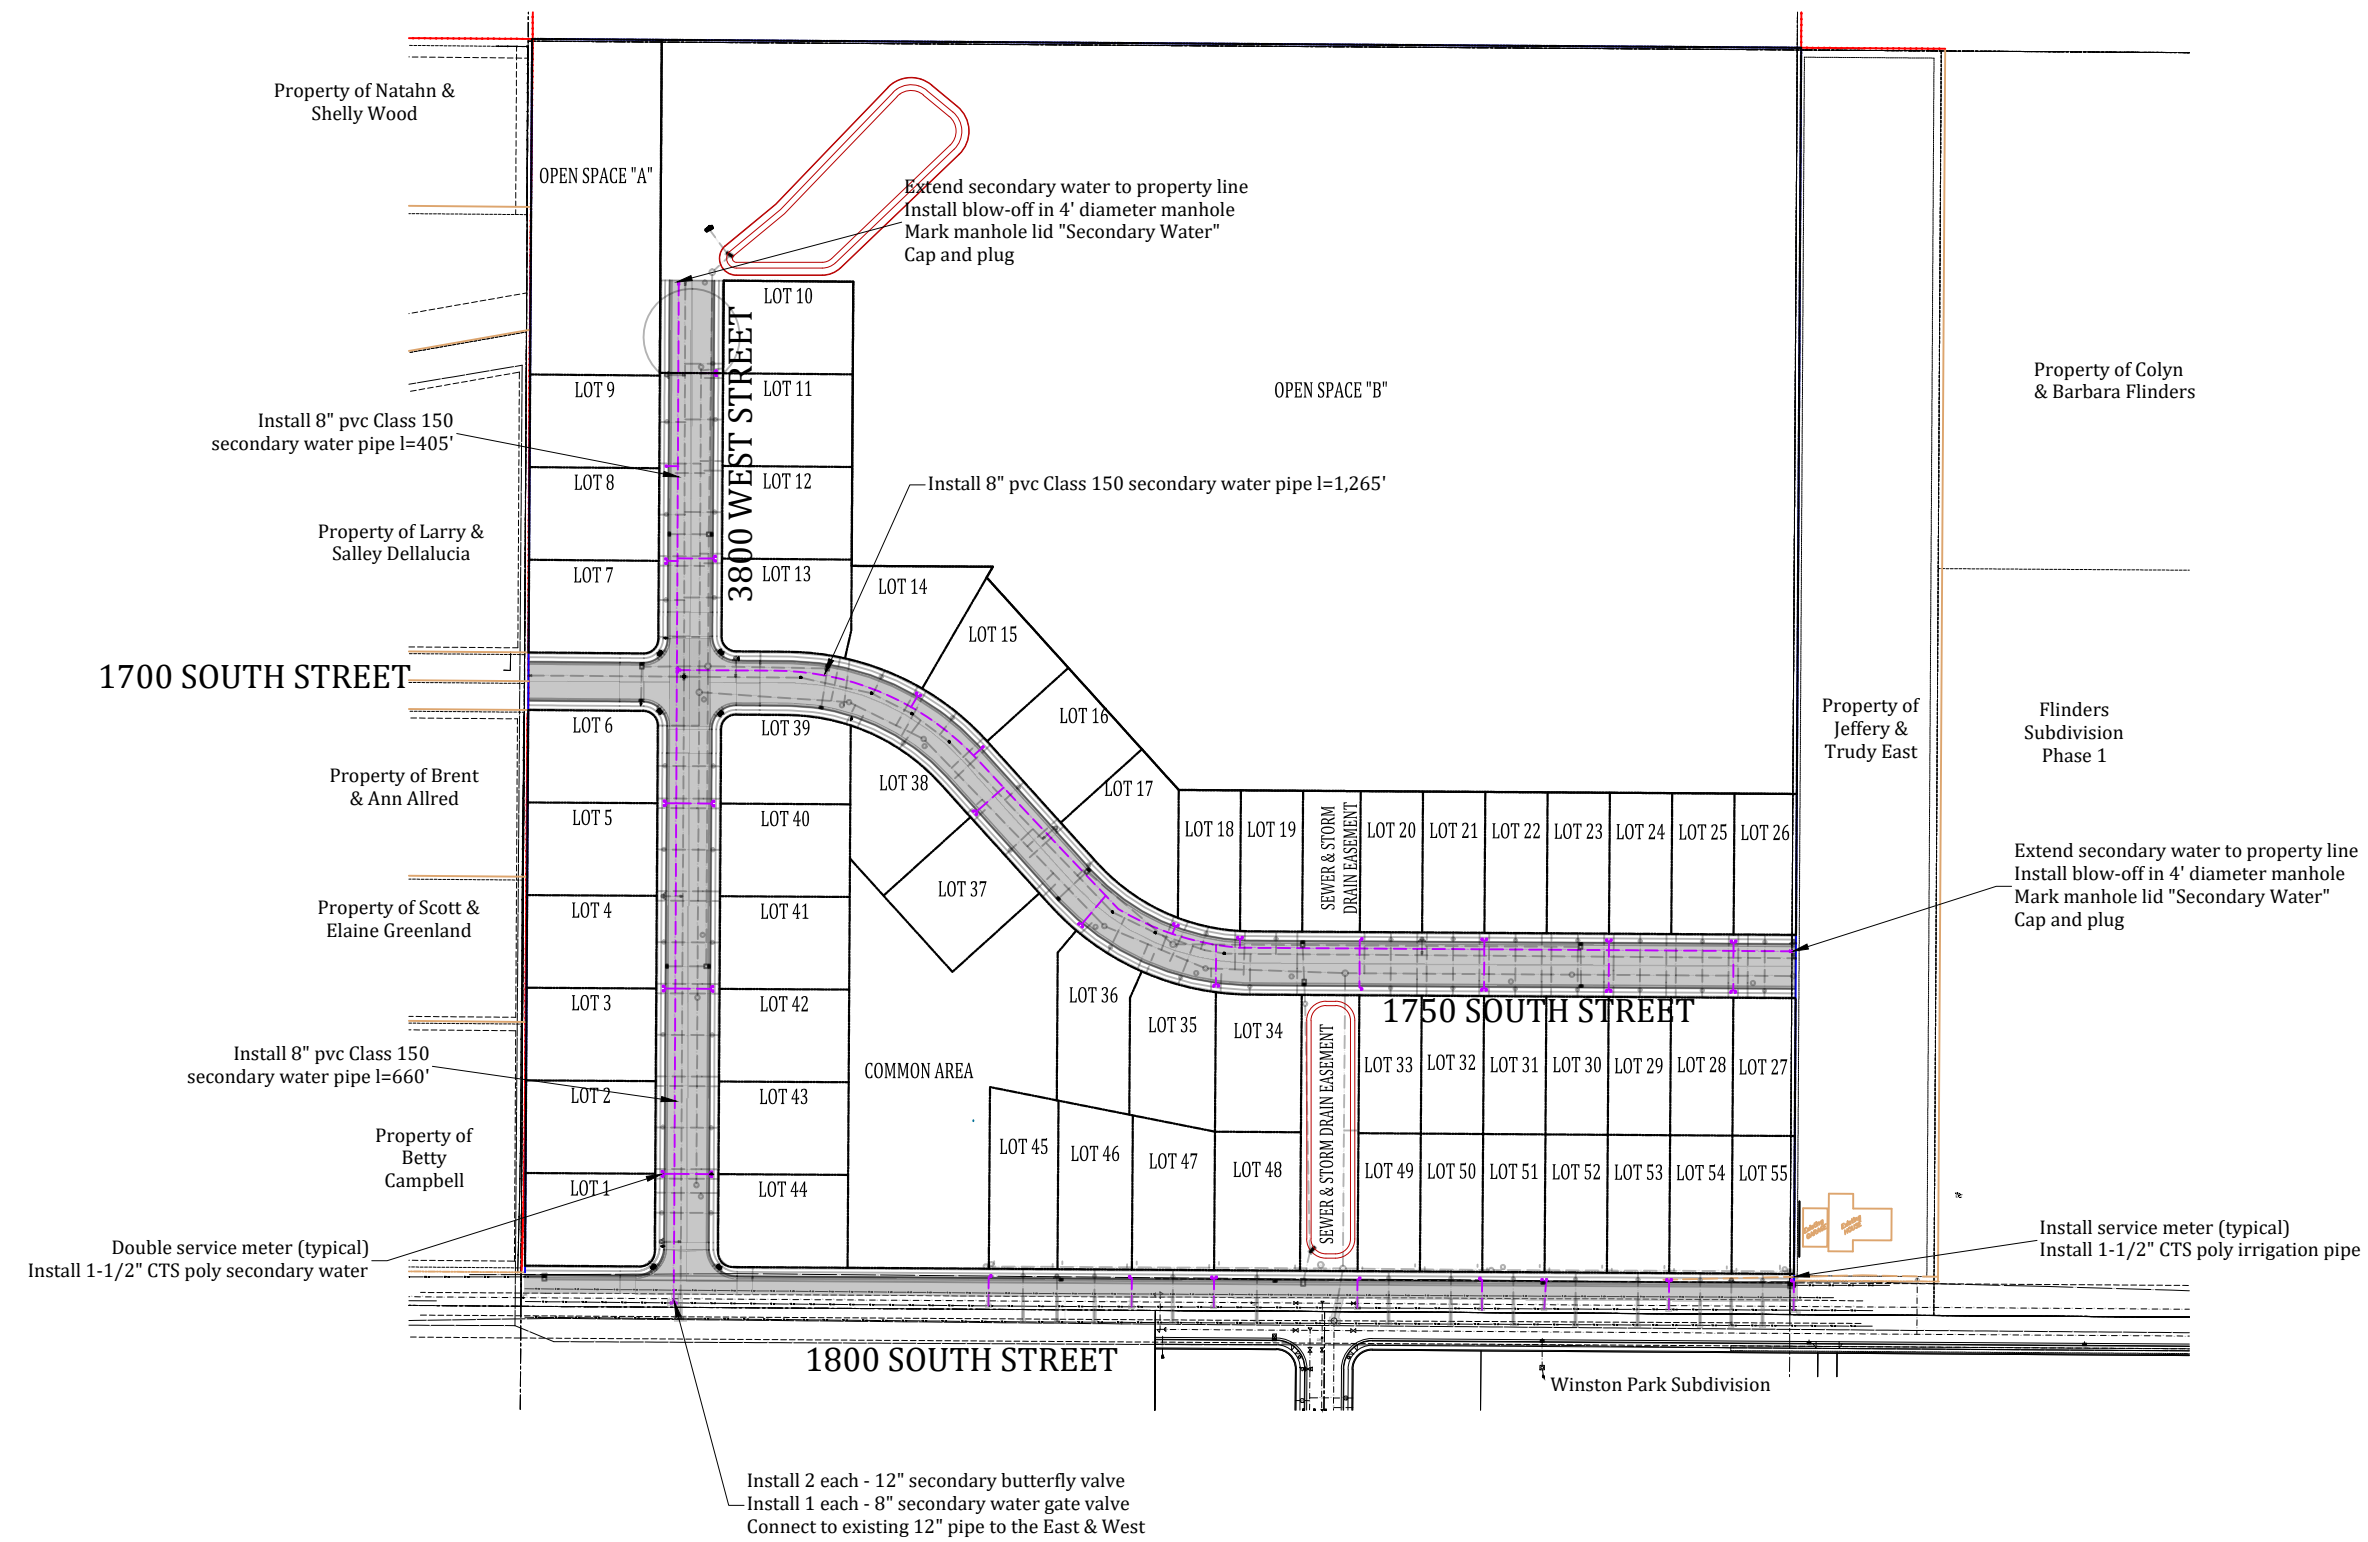 Property of Natahn &
Shelly Wood
OPEN SPACE "A"
Extend secondary water to property line
Install blow-off in 4' diameter manhole
Mark manhole lid "Secondary Water"
Cap and plug
LOT 10
3800 WEST STREET
LOT 9
LOT 11
OPEN SPACE "B"
Property of Colyn
& Barbara Flinders
Install 8" pvc Class 150
secondary water pipe l=405'
LOT 8
LOT 12
Install 8" pvc Class 150 secondary water pipe l=1,265'
Property of Larry &
Salley Dellalucia
LOT 7
LOT 13
LOT 14
LOT 15
1700 SOUTH STREET
LOT 6
LOT 39
LOT 16
Property of
Jeffery &
Trudy East
Flinders
Subdivision
Phase 1
Property of Brent
& Ann Allred
LOT 38
LOT 17
LOT 5
LOT 40
LOT 18
LOT 19
SEWER & STORM
DRAIN EASEMENT
LOT 20
LOT 21
LOT 22
LOT 23
LOT 24
LOT 25
LOT 26
Extend secondary water to property line
Install blow-off in 4' diameter manhole
Mark manhole lid "Secondary Water"
Cap and plug
LOT 37
Property of Scott &
Elaine Greenland
LOT 4
LOT 41
LOT 3
LOT 42
LOT 36
LOT 35
LOT 34
1750 SOUTH STREET
Install 8" pvc Class 150
secondary water pipe l=660'
COMMON AREA
LOT 33
LOT 32
LOT 31
LOT 30
LOT 29
LOT 28
LOT 27
LOT 2
LOT 43
SEWER & STORM DRAIN EASEMENT
Property of
Betty
Campbell
LOT 45
LOT 46
LOT 47
LOT 48
LOT 49
LOT 50
LOT 51
LOT 52
LOT 53
LOT 54
LOT 55
LOT 1
LOT 44
Existing
Existing
Double service meter (typical)
Install 1-1/2" CTS poly secondary water
Install service meter (typical)
Install 1-1/2" CTS poly irrigation pipe
1800 SOUTH STREET
Winston Park Subdivision
Install 2 each - 12" secondary butterfly valve
Install 1 each - 8" secondary water gate valve
Connect to existing 12" pipe to the East & West